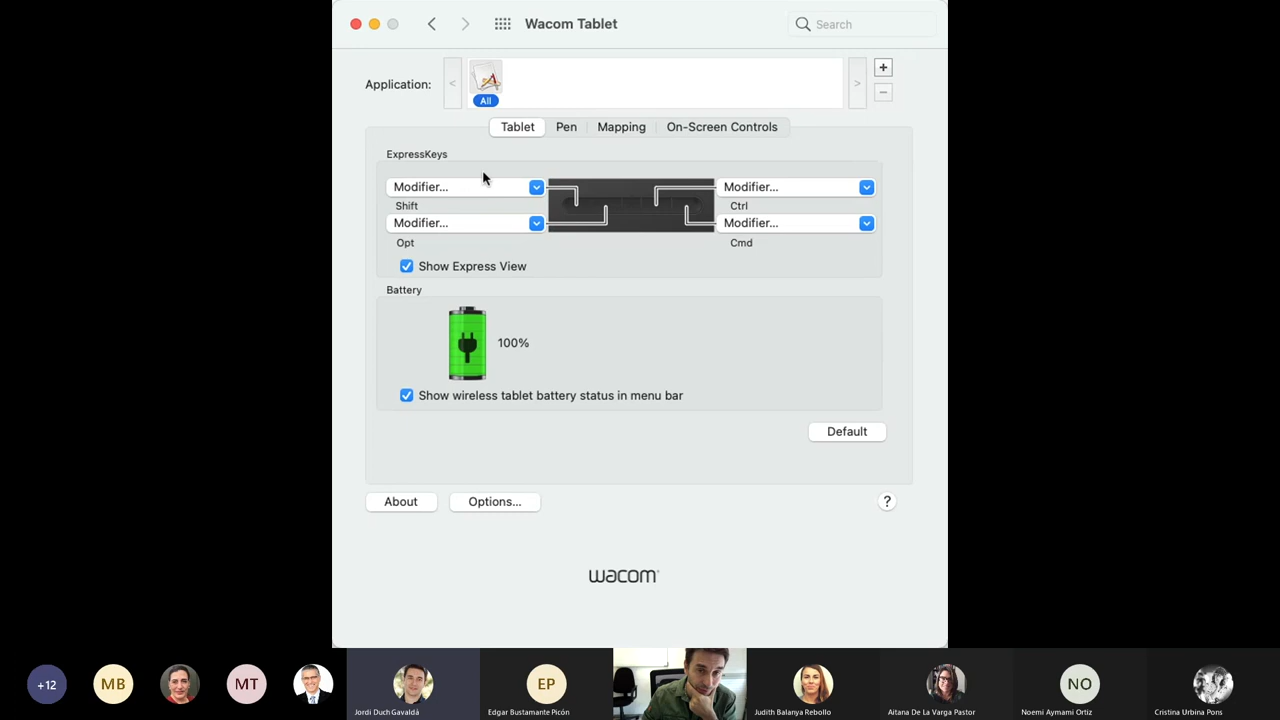 Wacom Tablet
Search
Application:
<
All
>
+
−
Tablet
Pen
Mapping
On-Screen Controls
ExpressKeys
Modifier...
Modifier...
Shift
Ctrl
Modifier...
Modifier...
Opt
Cmd
Show Express View
Battery
100%
Show wireless tablet battery status in menu bar
Default
About
Options...
?
wacom
+12
MB
MT
EP
NO
Jordi Duch Gavaldá
Edgar Bustamante Picón
Judith Balanya Rebollo
Aitana De La Varga Pastor
Noemi Aymami Ortiz
Cristina Urbina Pons